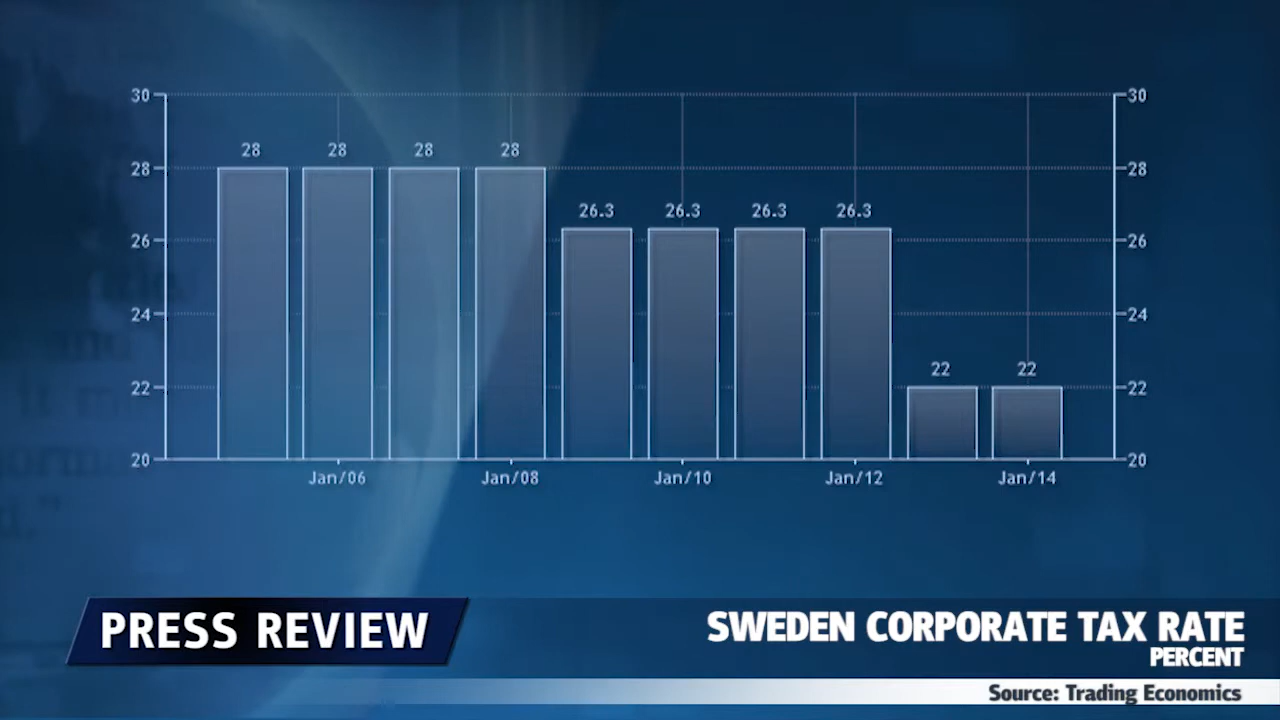 30 30
28 28 28 28
28 28
26.3 26.3 26.3 26.3
26 26
24 24
22 22
22 22
20 20
Jan/06 Jan/08 Jan/10 Jan/12 Jan/14
PRESS REVIEW
SWEDEN CORPORATE TAX RATE
PERCENT
Source: Trading Economics